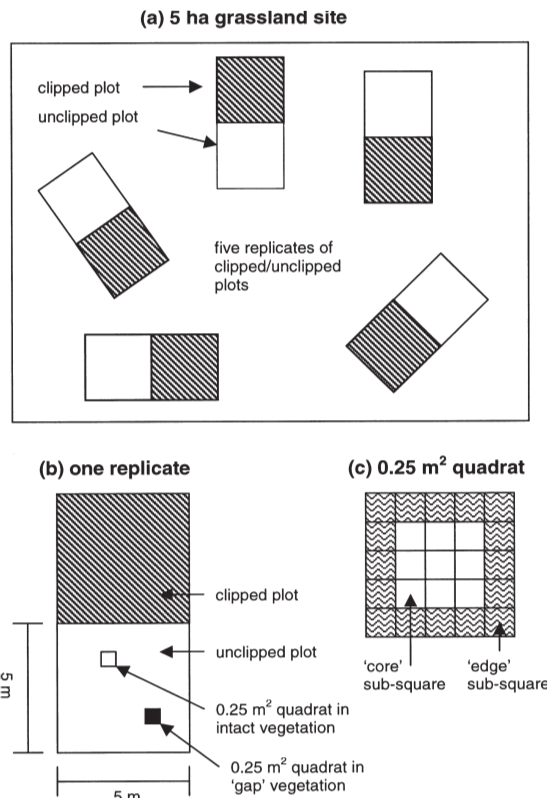 (a) 5 ha grassland site
clipped plot
unclipped plot
five replicates of
clipped/unclipped
plots
(b) one replicate
(c) 0.25 m² quadrat
clipped plot
unclipped plot
5 m
0.25 m² quadrat in
intact vegetation
0.25 m² quadrat in
'gap' vegetation
5 m
'core'
sub-square
'edge'
sub-square